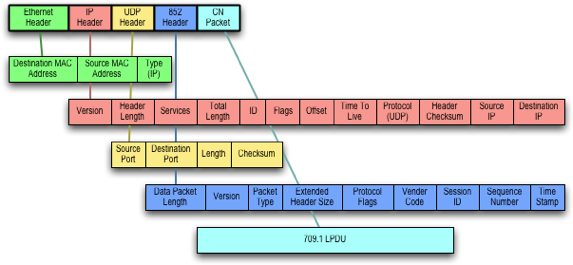 Ethernet Header
IP Header
UDP Header
852 Header
CN Packet
Destination MAC Address
Source MAC Address
Type (IP)
Version
Header Length
Services
Total Length
ID
Flags
Offset
Time To Live
Protocol (UDP)
Header Checksum
Source IP
Destination IP
Source Port
Destination Port
Length
Checksum
Data Packet Length
Version
Packet Type
Extended Header Size
Protocol Flags
Vender Code
Session ID
Sequence Number
Time Stamp
709.1 LPDU